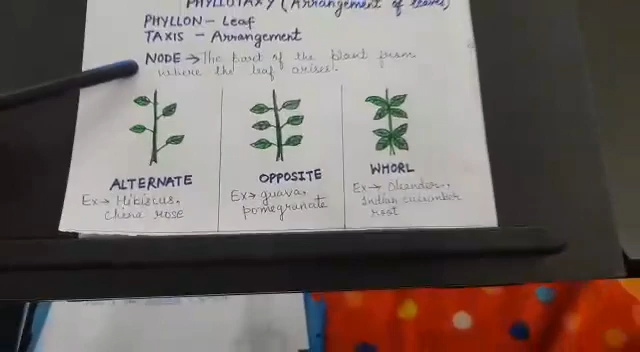 PHYLLOTAXY (Arrangement of leaves)
PHYLLON - Leaf
TAXIS - Arrangement
NODE → The part of the plant from
where the leaf arises.
ALTERNATE
Ex → Hibiscus,
China rose
OPPOSITE
Ex → guava,
pomegranate
WHORL
Ex → Oleander,
Indian cucumber
root